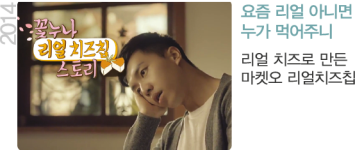 2014
꽃누나
리얼 치즈칩
스토리
요즘 리얼 아니면
누가 먹어주니
리얼 치즈로 만든
마켓오 리얼치즈칩